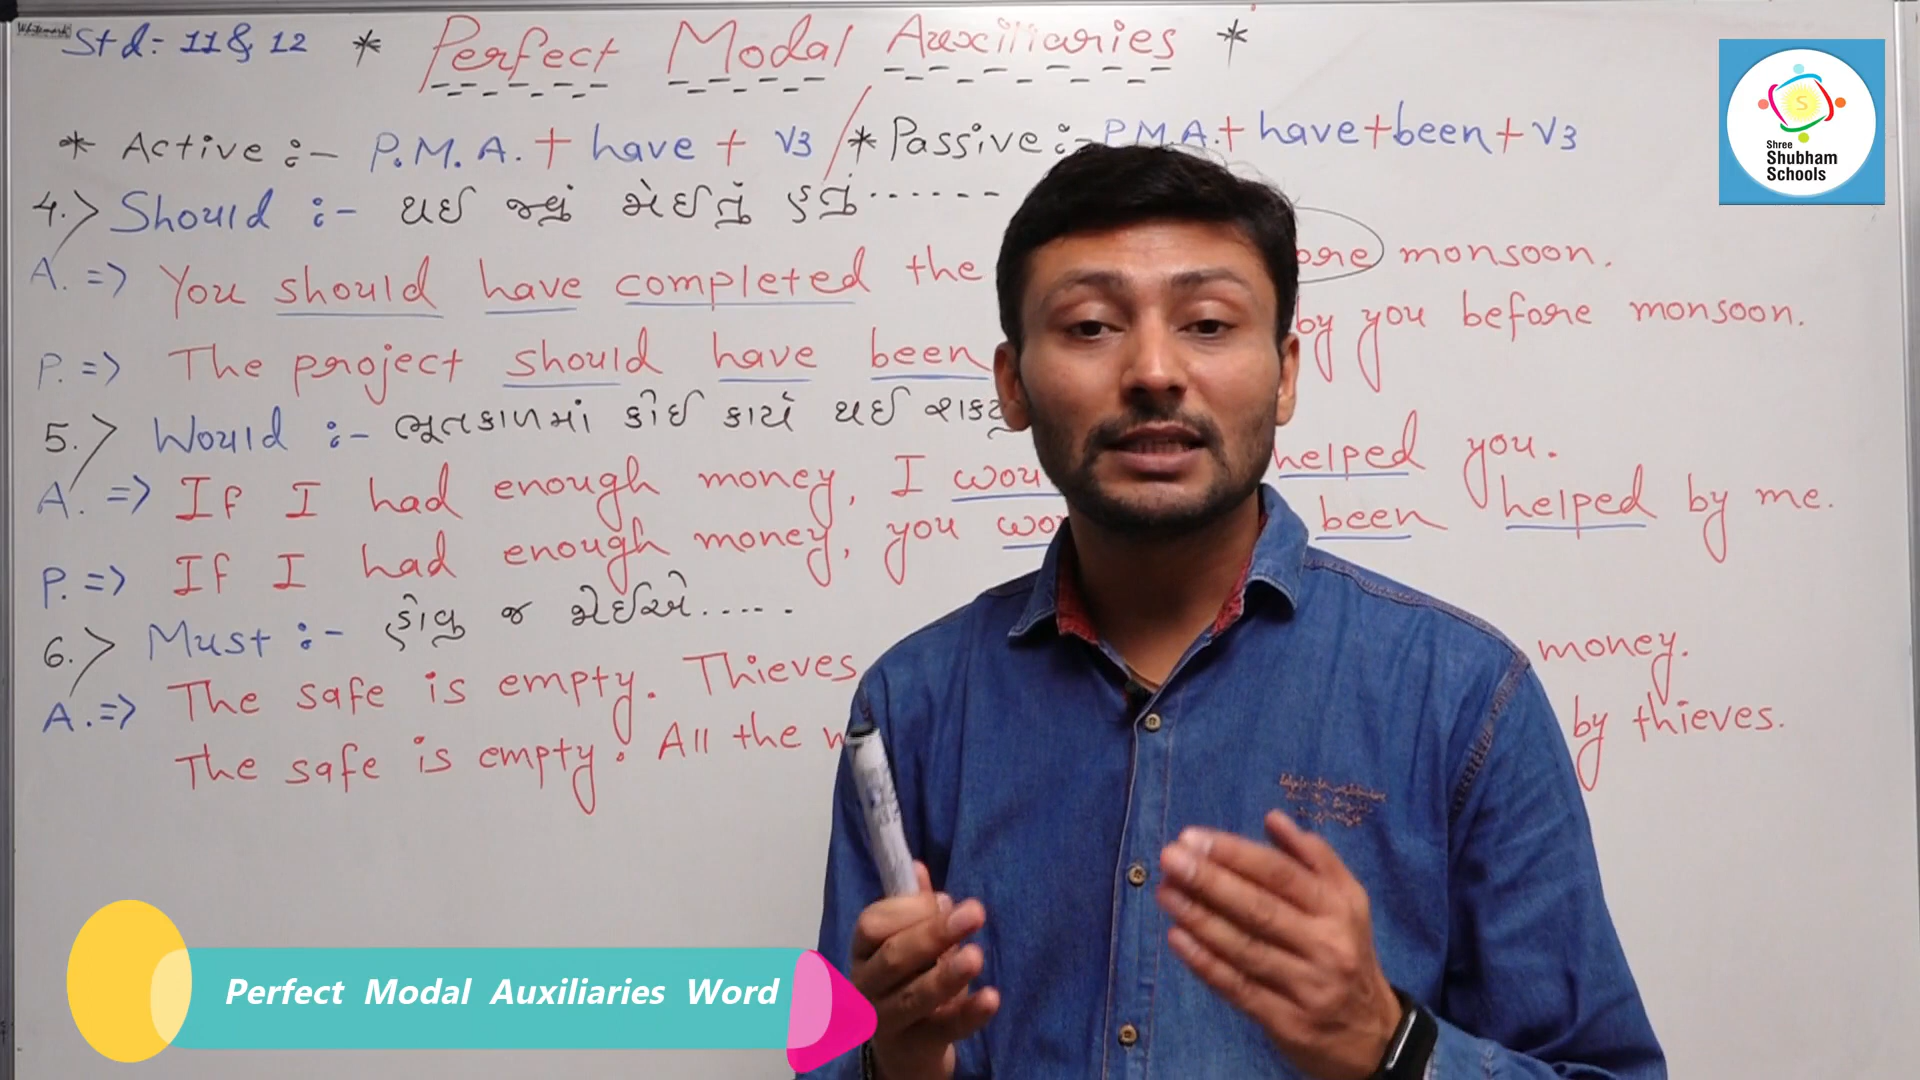 Whitemark
Std:- 11 & 12 * Perfect Modal Auxiliaries *
* Active :- P.M.A. + have + V3 / * Passive :- P.M.A. + have + been + V3
4.> Should :- થઈ જવું જોઈતું હતું......
A. => You should have completed the monsoon.
P. => The project should have been by you before monsoon.
5.> Would :- ભૂતકાળમાં કોઈ કાર્ય થઈ
A. => If I had enough money, I helped you.
P. => If I had enough money, you been helped by me.
6.> Must :- હોવુ જ જોઈએ.....
A. => The safe is empty. Thieves money.
The safe is empty. All the by thieves.
S
Shree
Shubham
Schools
Perfect Modal Auxiliaries Word